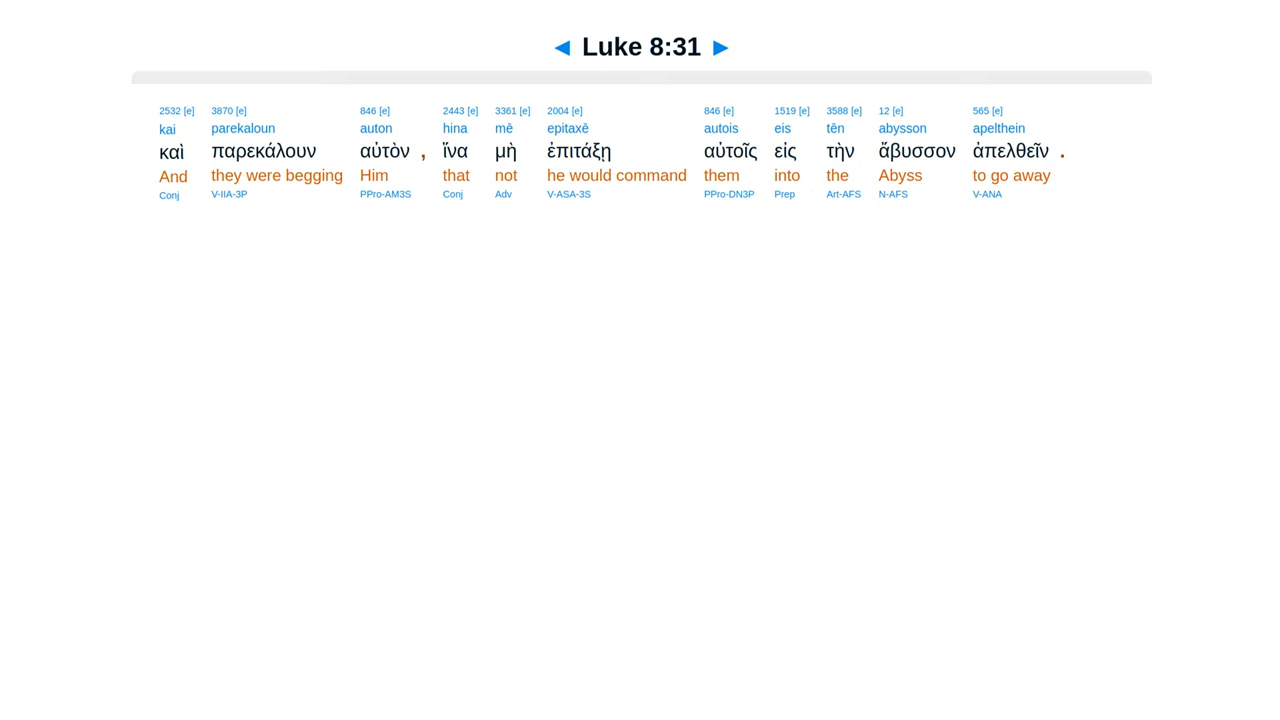 ◄ Luke 8:31 ►
2532 [e] 3870 [e] 846 [e] 2443 [e] 3361 [e] 2004 [e] 846 [e] 1519 [e] 3588 [e] 12 [e] 565 [e]
kai parekaloun auton hina mē epitaxē autois eis tēn abysson apelthein
καὶ παρεκάλουν αὐτὸν , ἵνα μὴ ἐπιτάξῃ αὐτοῖς εἰς τὴν ἄβυσσον ἀπελθεῖν .
And they were begging Him that not he would command them into the Abyss to go away
Conj V-IIA-3P PPro-AM3S Conj Adv V-ASA-3S PPro-DN3P Prep Art-AFS N-AFS V-ANA